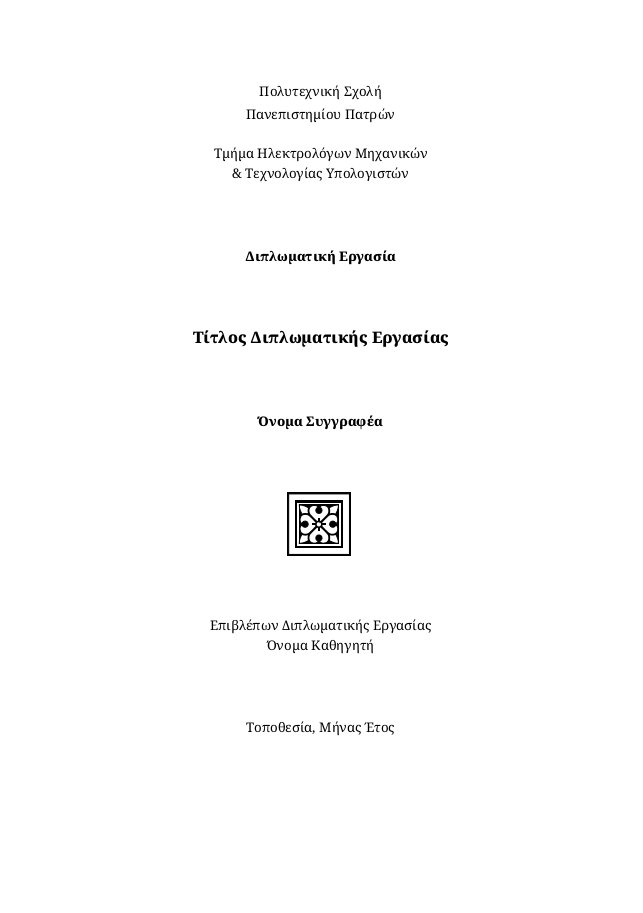 Πολυτεχνική Σχολή
Πανεπιστημίου Πατρών
Τμήμα Ηλεκτρολόγων Μηχανικών
& Τεχνολογίας Υπολογιστών
Διπλωματική Εργασία
Τίτλος Διπλωματικής Εργασίας
Όνομα Συγγραφέα
Επιβλέπων Διπλωματικής Εργασίας
Όνομα Καθηγητή
Τοποθεσία, Μήνας Έτος